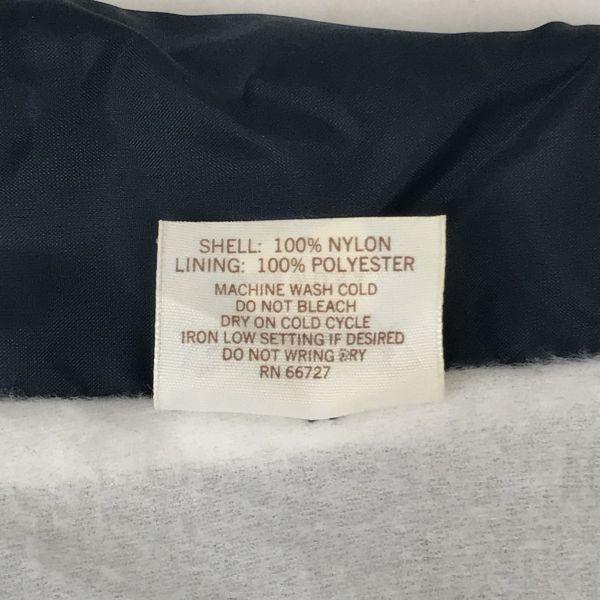 SHELL: 100% NYLON
LINING: 100% POLYESTER
MACHINE WASH COLD
DO NOT BLEACH
DRY ON COLD CYCLE
IRON LOW SETTING IF DESIRED
DO NOT WRING DRY
RN 66727